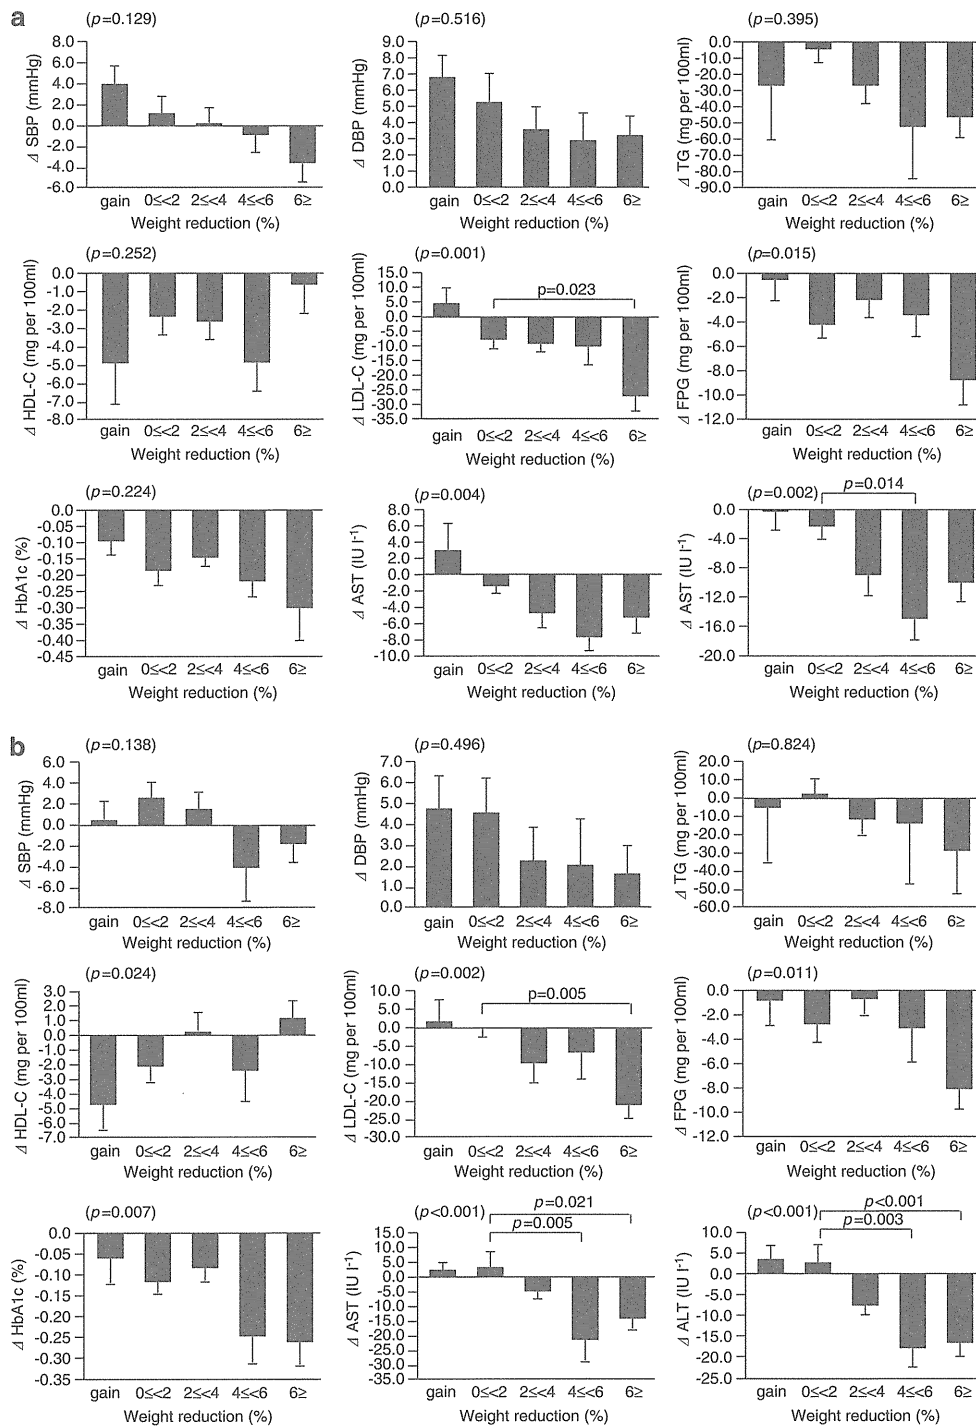 a
(p=0.129)
8.0
6.0
4.0
2.0
0.0
-2.0
-4.0
6.0
Δ SBP (mmHg)
gain 0≤<2 2≤<4 4≤<6 6≥
Weight reduction (%)
(p=0.516)
9.0
8.0
7.0
6.0
5.0
4.0
3.0
2.0
1.0
0.0
Δ DBP (mmHg)
gain 0≤<2 2≤<4 4≤<6 6≥
Weight reduction (%)
(p=0.395)
0.0
-10.0
-20.0
-30.0
-40.0
-50.0
-60.0
-70.0
-80.0
-90.0
Δ TG (mg per 100ml)
gain 0≤<2 2≤<4 4≤<6 6≥
Weight reduction (%)
(p=0.252)
0.0
-1.0
-2.0
-3.0
-4.0
-5.0
-6.0
-7.0
-8.0
Δ HDL-C (mg per 100ml)
gain 0≤<2 2≤<4 4≤<6 6≥
Weight reduction (%)
(p=0.001)
15.0
10.0
5.0
0.0
-5.0
-10.0
-15.0
-20.0
-25.0
-30.0
-35.0
Δ LDL-C (mg per 100ml)
p=0.023
gain 0≤<2 2≤<4 4≤<6 6≥
Weight reduction (%)
(p=0.015)
0.0
-2.0
-4.0
-6.0
-8.0
-10.0
-12.0
Δ FPG (mg per 100ml)
gain 0≤<2 2≤<4 4≤<6 6≥
Weight reduction (%)
(p=0.224)
0.0
-0.05
-0.10
-0.15
-0.20
-0.25
-0.30
-0.35
-0.40
-0.45
Δ HbA1c (%)
gain 0≤<2 2≤<4 4≤<6 6≥
Weight reduction (%)
(p=0.004)
8.0
6.0
4.0
2.0
0.0
-2.0
-4.0
-6.0
-8.0
-10.0
Δ AST (IU l-1)
gain 0≤<2 2≤<4 4≤<6 6≥
Weight reduction (%)
(p=0.002)
p=0.014
0.0
-4.0
-8.0
-12.0
-16.0
-20.0
Δ AST (IU l-1)
gain 0≤<2 2≤<4 4≤<6 6≥
Weight reduction (%)
b
(p=0.138)
6.0
4.0
2.0
0.0
-2.0
-4.0
-6.0
-8.0
Δ SBP (mmHg)
gain 0≤<2 2≤<4 4≤<6 6≥
Weight reduction (%)
(p=0.496)
7.0
6.0
5.0
4.0
3.0
2.0
1.0
0.0
Δ DBP (mmHg)
gain 0≤<2 2≤<4 4≤<6 6≥
Weight reduction (%)
(p=0.824)
20.0
10.0
0.0
-10.0
-20.0
-30.0
-40.0
-50.0
-60.0
Δ TG (mg per 100ml)
gain 0≤<2 2≤<4 4≤<6 6≥
Weight reduction (%)
(p=0.024)
3.0
2.0
1.0
0.0
-1.0
-2.0
-3.0
-4.0
-5.0
-6.0
7.0
Δ HDL-C (mg per 100ml)
gain 0≤<2 2≤<4 4≤<6 6≥
Weight reduction (%)
(p=0.002)
10.0
5.0
0.0
-5.0
-10.0
-15.0
-20.0
-25.0
-30.0
Δ LDL-C (mg per 100ml)
p=0.005
gain 0≤<2 2≤<4 4≤<6 6≥
Weight reduction (%)
(p=0.011)
0.0
-2.0
-4.0
-6.0
-8.0
-10.0
-12.0
Δ FPG (mg per 100ml)
gain 0≤<2 2≤<4 4≤<6 6≥
Weight reduction (%)
(p=0.007)
0.0
-0.05
-0.10
-0.15
-0.20
-0.25
-0.30
-0.35
Δ HbA1c (%)
gain 0≤<2 2≤<4 4≤<6 6≥
Weight reduction (%)
(p<0.001)
p=0.021
p=0.005
15.0
10.0
5.0
0.0
-5.0
-10.0
-15.0
-20.0
-25.0
-30.0
-35.0
Δ AST (IU l-1)
gain 0≤<2 2≤<4 4≤<6 6≥
Weight reduction (%)
(p<0.001)
p<0.001
p=0.003
10.0
5.0
0.0
-5.0
-10.0
-15.0
-20.0
-25.0
Δ ALT (IU l-1)
gain 0≤<2 2≤<4 4≤<6 6≥
Weight reduction (%)